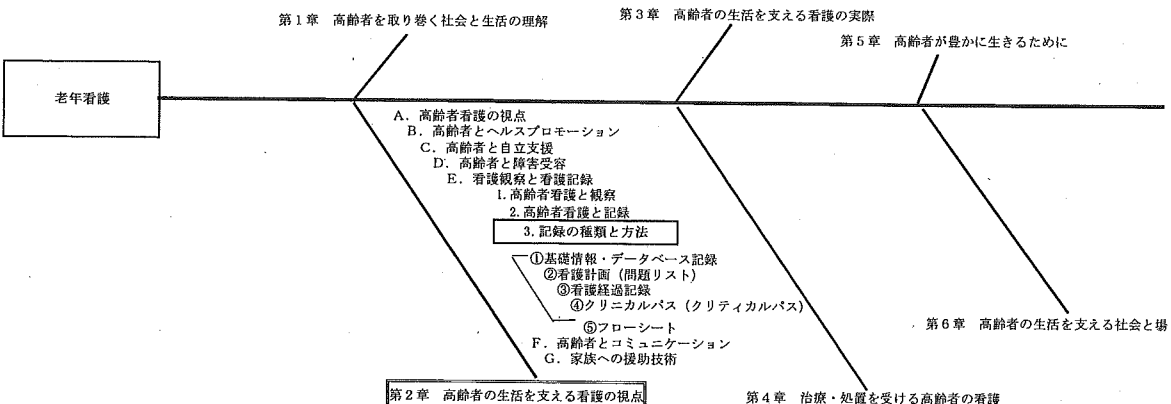 第1章 高齢者を取り巻く社会と生活の理解
第3章 高齢者の生活を支える看護の実際
第5章 高齢者が豊かに生きるために
老年看護
A. 高齢者看護の視点
B. 高齢者とヘルスプロモーション
C. 高齢者と自立支援
D. 高齢者と障害受容
E. 看護観察と看護記録
1. 高齢者看護と観察
2. 高齢者看護と記録
3. 記録の種類と方法
①基礎情報・データベース記録
②看護計画（問題リスト）
③看護経過記録
④クリニカルパス（クリティカルパス）
⑤フローシート
F. 高齢者とコミュニケーション
G. 家族への援助技術
第2章 高齢者の生活を支える看護の視点
第4章 治療・処置を受ける高齢者の看護
第6章 高齢者の生活を支える社会と場